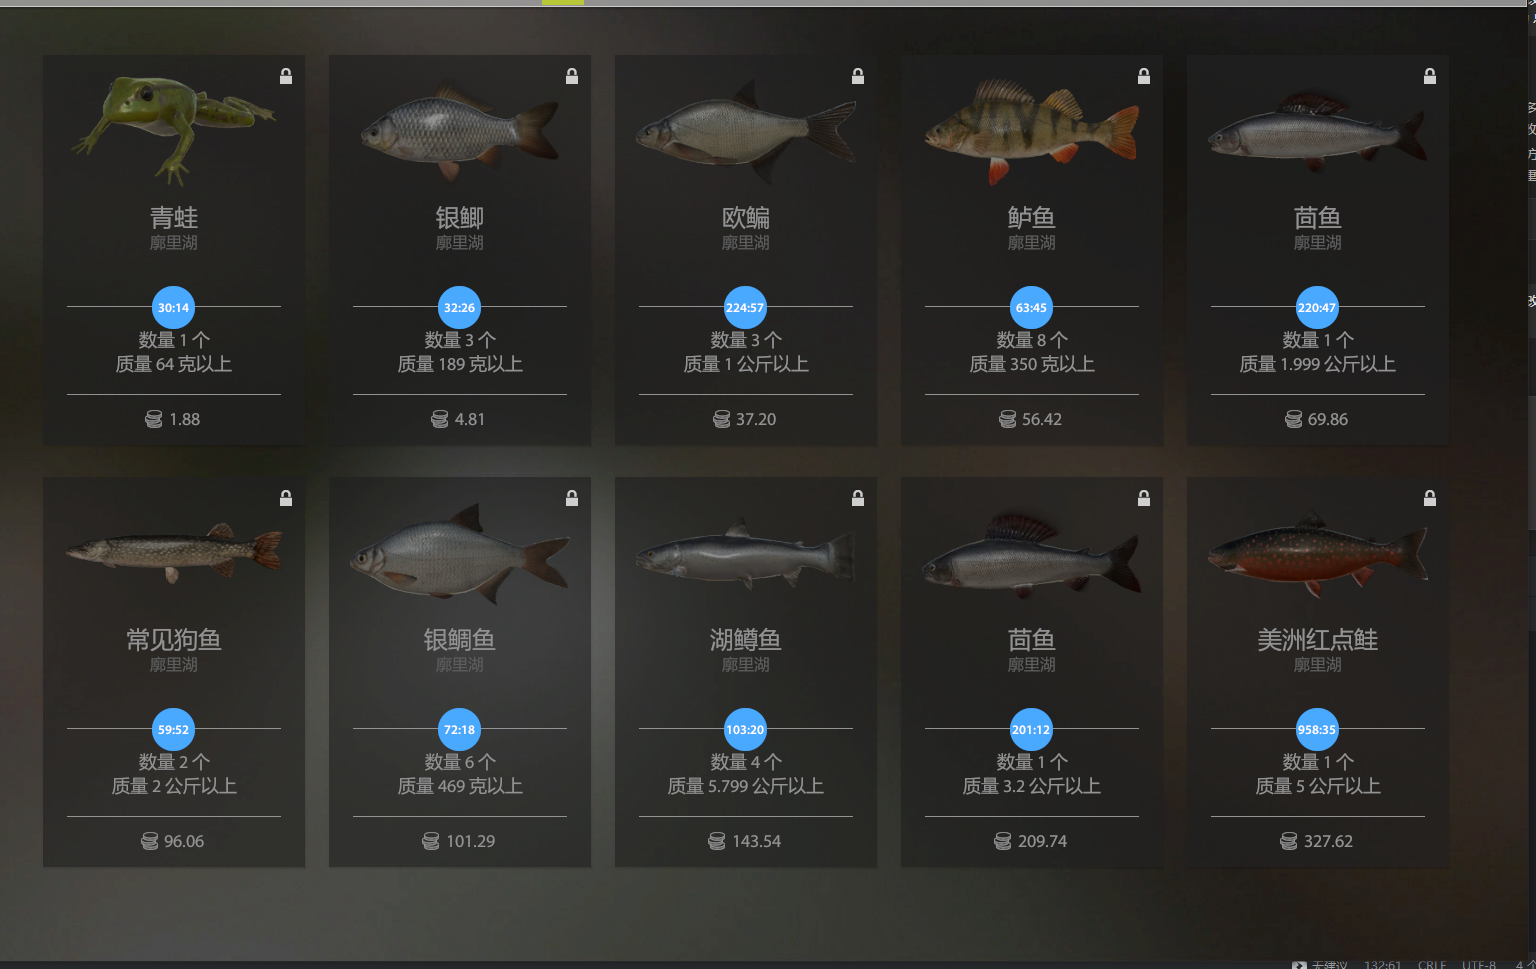 青蛙
廓里湖
30:14
数量 1 个
质量 64 克以上
1.88
银鲫
廓里湖
32:26
数量 3 个
质量 189 克以上
4.81
欧鳊
廓里湖
224:57
数量 3 个
质量 1 公斤以上
37.20
鲈鱼
廓里湖
63:45
数量 8 个
质量 350 克以上
56.42
茴鱼
廓里湖
220:47
数量 1 个
质量 1.999 公斤以上
69.86
常见狗鱼
廓里湖
59:52
数量 2 个
质量 2 公斤以上
96.06
银鲷鱼
廓里湖
72:18
数量 6 个
质量 469 克以上
101.29
湖鳟鱼
廓里湖
103:20
数量 4 个
质量 5.799 公斤以上
143.54
茴鱼
廓里湖
201:12
数量 1 个
质量 3.2 公斤以上
209.74
美洲红点鲑
廓里湖
958:35
数量 1 个
质量 5 公斤以上
327.62
无建议 132:61 CRLF UTF-8 4